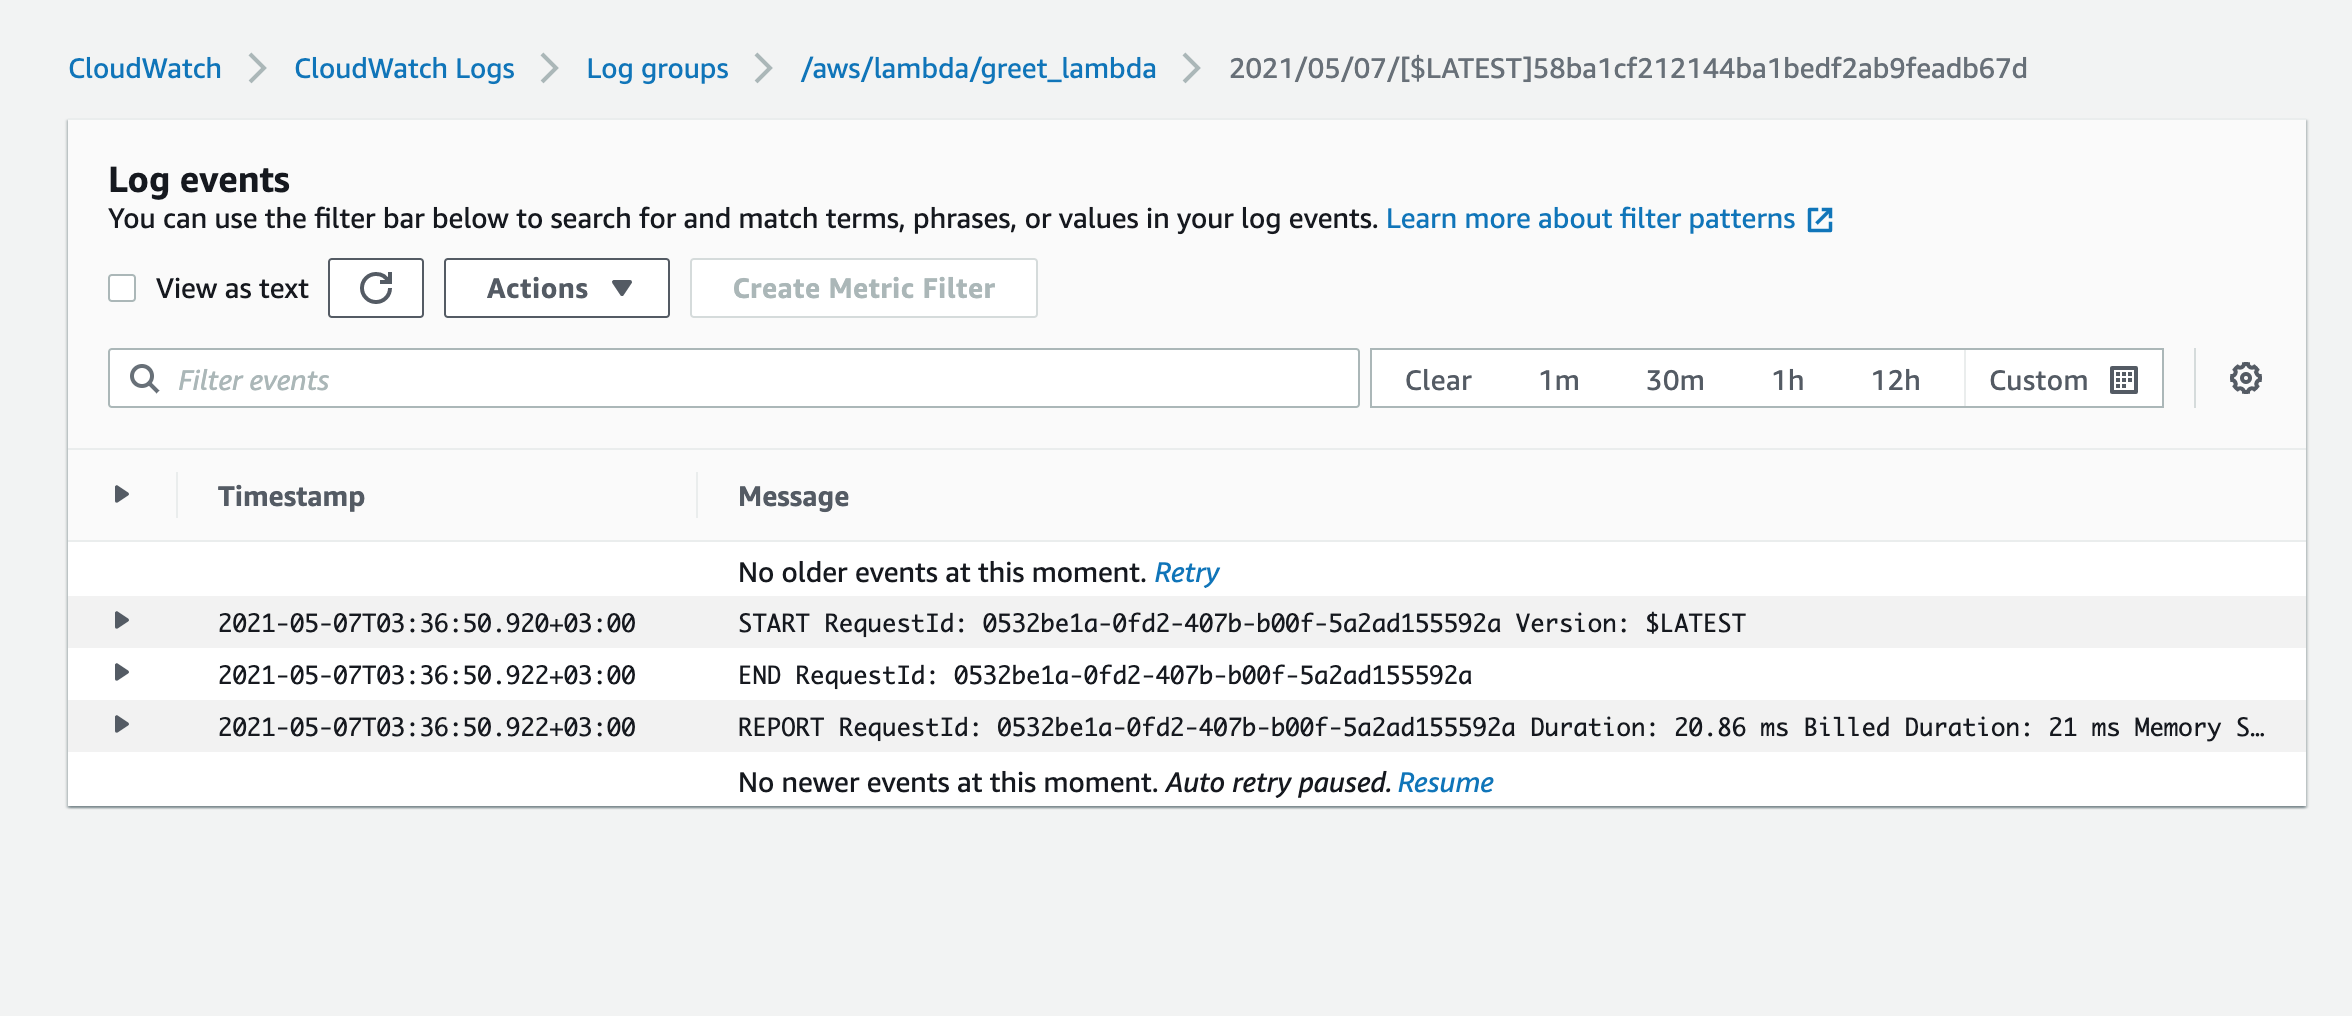 CloudWatch CloudWatch Logs Log groups /aws/lambda/greet_lambda 2021/05/07/[$LATEST]58ba1cf212144ba1bedf2ab9feadb67d
Log events
You can use the filter bar below to search for and match terms, phrases, or values in your log events. Learn more about filter patterns
View as text Actions Create Metric Filter
Filter events Clear 1m 30m 1h 12h Custom
Timestamp Message
No older events at this moment. Retry
2021-05-07T03:36:50.920+03:00 START RequestId: 0532be1a-0fd2-407b-b00f-5a2ad155592a Version: $LATEST
2021-05-07T03:36:50.922+03:00 END RequestId: 0532be1a-0fd2-407b-b00f-5a2ad155592a
2021-05-07T03:36:50.922+03:00 REPORT RequestId: 0532be1a-0fd2-407b-b00f-5a2ad155592a Duration: 20.86 ms Billed Duration: 21 ms Memory S…
No newer events at this moment. Auto retry paused. Resume